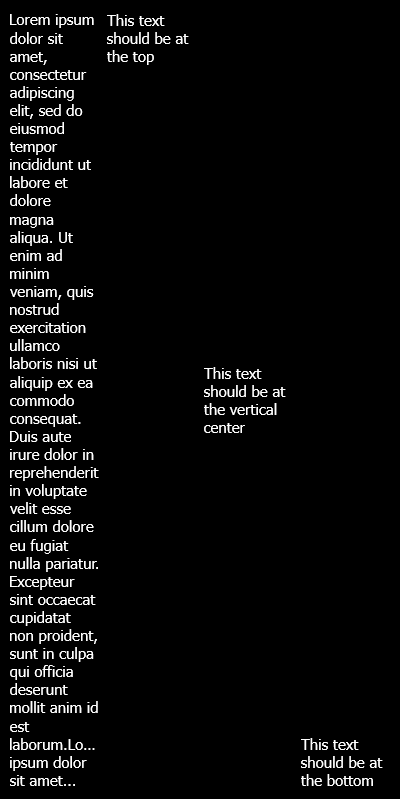 Lorem ipsum
dolor sit
amet,
consectetur
adipiscing
elit, sed do
eiusmod
tempor
incididunt ut
labore et
dolore
magna
aliqua. Ut
enim ad
minim
veniam, quis
nostrud
exercitation
ullamco
laboris nisi ut
aliquip ex ea
commodo
consequat.
Duis aute
irure dolor in
reprehenderit
in voluptate
velit esse
cillum dolore
eu fugiat
nulla pariatur.
Excepteur
sint occaecat
cupidatat
non proident,
sunt in culpa
qui officia
deserunt
mollit anim id
est
laborum.Lo...
ipsum dolor
sit amet...
This text
should be at
the top
This text
should be at
the vertical
center
This text
should be at
the bottom